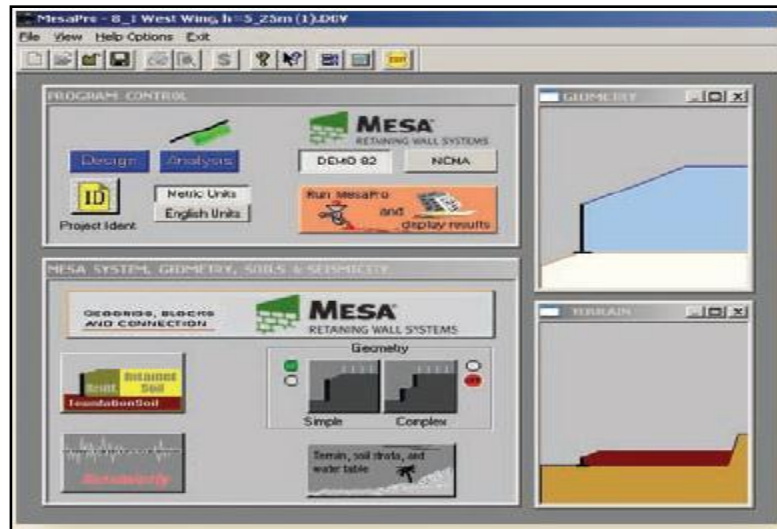 MesaPro - 8_1 West Wing, h=5_25m (1).DGV
File View Help Options Exit
S ? EXIT
PROGRAM CONTROL
MESA
RETAINING WALL SYSTEMS
Design Analysis DEMO 82 NCMA
ID
Project Ident
Metric Units
English Units
Run MesaPro
and
display results
MESA SYSTEM, GEOMETRY, SOILS & SEISMICITY
GEOGRIDS, BLOCKS
AND CONNECTION
MESA
RETAINING WALL SYSTEMS
Reinf. Retained
Soil
Foundation Soil
Geometry
Simple Complex
Seismicity
Terrain, soil strata, and
water table
GEOMETRY
TERRAIN